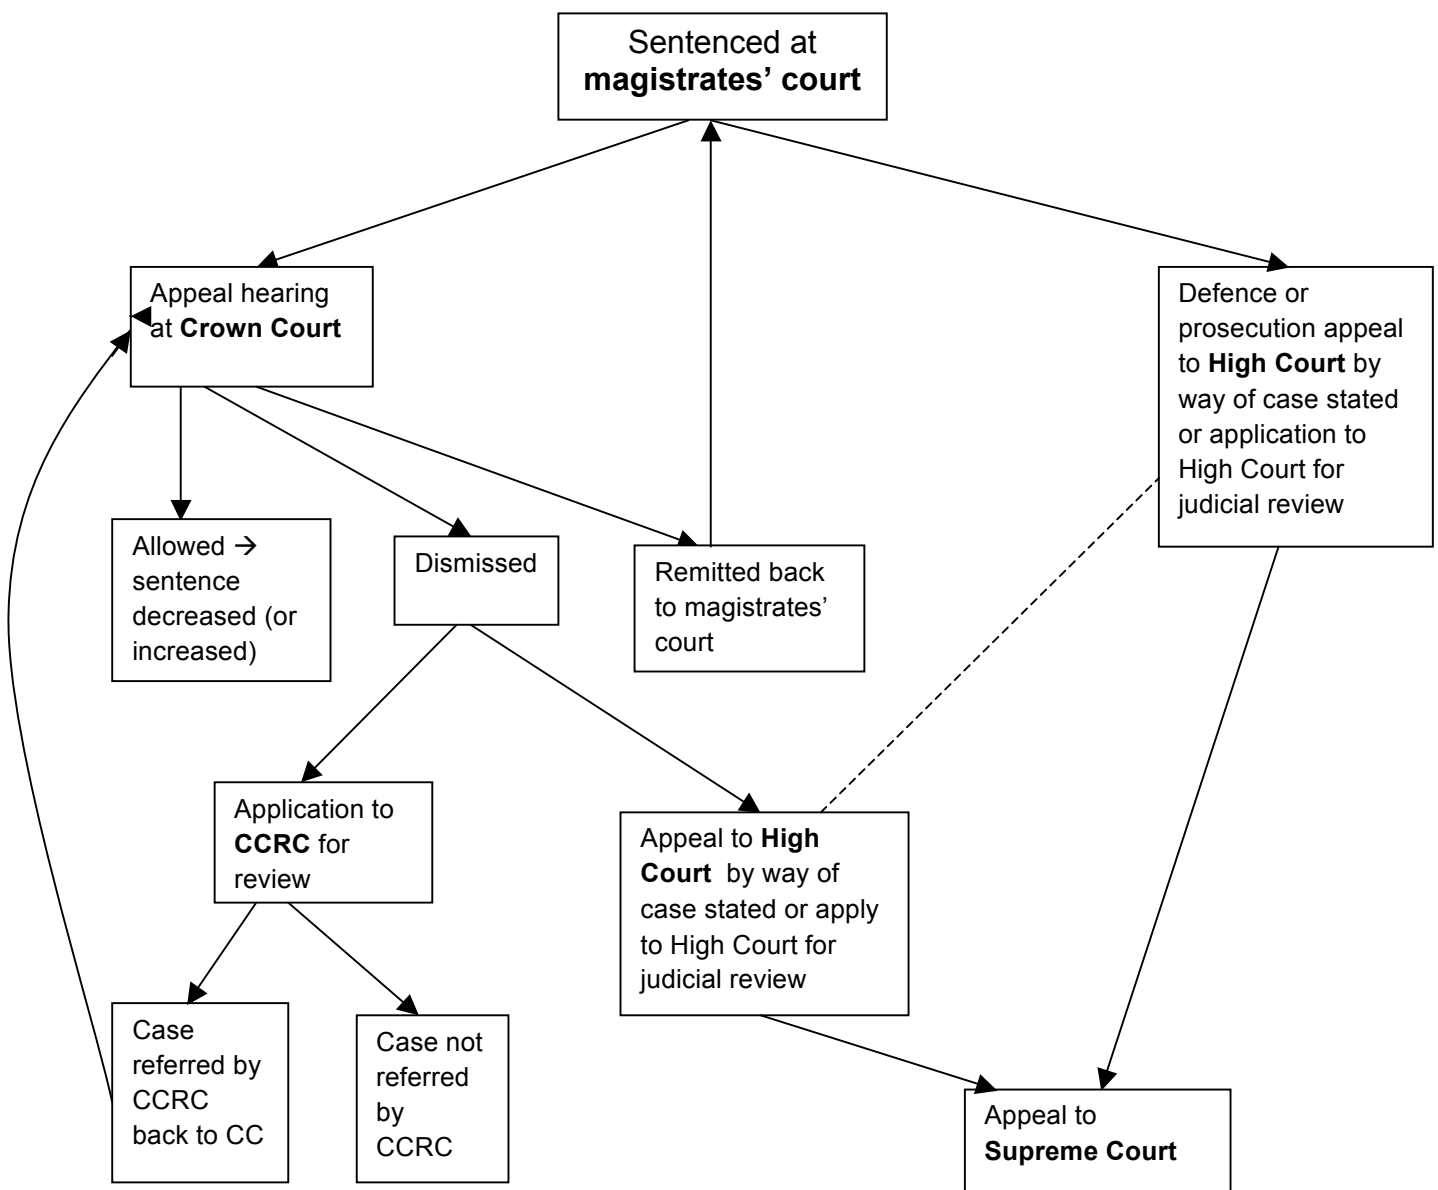 Sentenced at
magistrates’ court
Appeal hearing
at Crown Court
Defence or
prosecution appeal
to High Court by
way of case stated
or application to
High Court for
judicial review
Allowed →
sentence
decreased (or
increased)
Dismissed
Remitted back
to magistrates’
court
Application to
CCRC for
review
Appeal to High
Court by way of
case stated or apply
to High Court for
judicial review
Case
referred by
CCRC
back to CC
Case not
referred
by
CCRC
Appeal to
Supreme Court